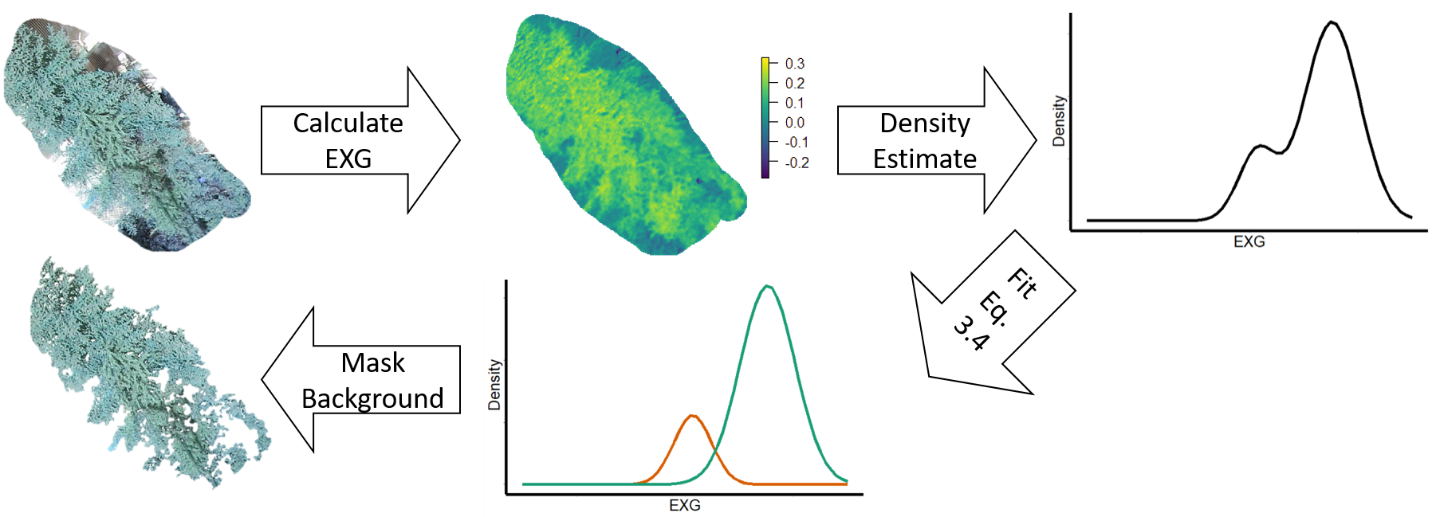 Calculate
EXG
0.3
0.2
0.1
0.0
-0.1
-0.2
Density
Estimate
Density
EXG
Fit
Eq.
3.4
Density
EXG
Mask
Background